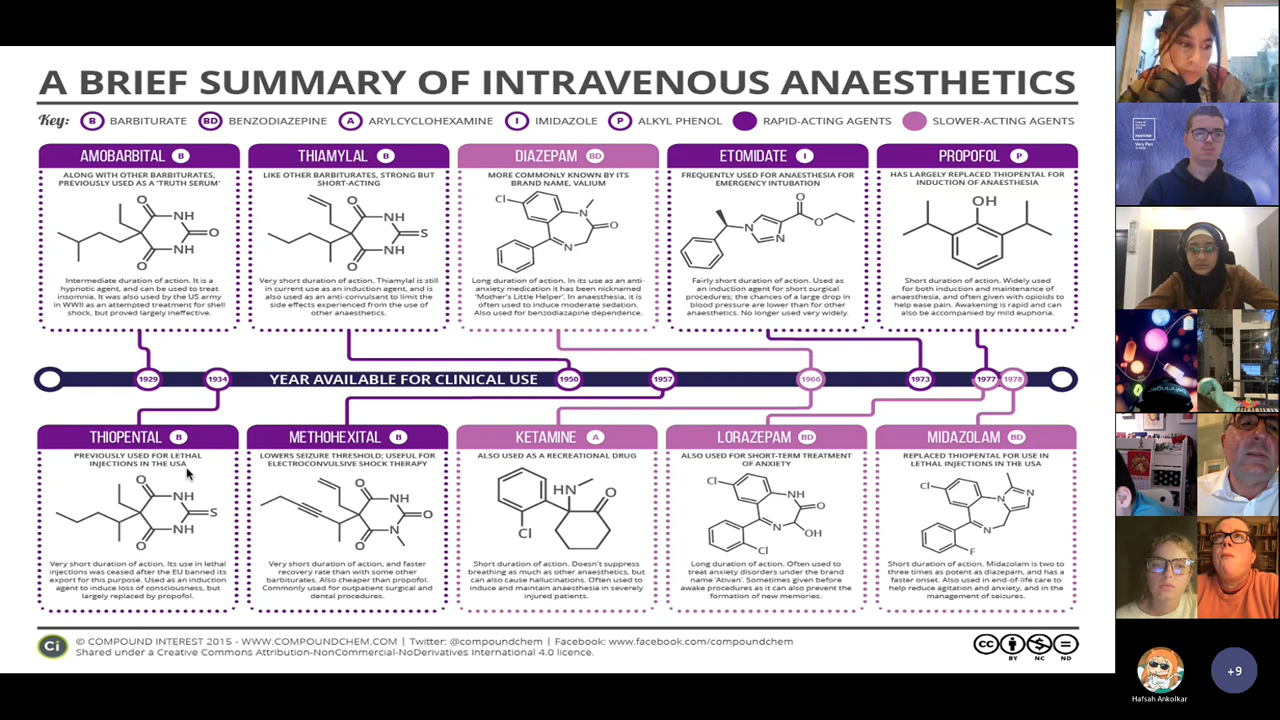 A BRIEF SUMMARY OF INTRAVENOUS ANAESTHETICS
Key: B BARBITURATE BD BENZODIAZEPINE A ARYLCYCLOHEXAMINE I IMIDAZOLE P ALKYL PHENOL RAPID-ACTING AGENTS SLOWER-ACTING AGENTS
AMOBARBITAL B
ALONG WITH OTHER BARBITURATES,
PREVIOUSLY USED AS A 'TRUTH SERUM'
O
NH
O
NH
O
Intermediate duration of action. It is a
hypnotic agent, and can be used to treat
insomnia. It was also used by the US army
in WWII as an attempted treatment for shell
shock, but proved largely ineffective.
THIAMYLAL B
LIKE OTHER BARBITURATES, STRONG BUT
SHORT-ACTING
O
NH
S
NH
O
Very short duration of action. Thiamylal is still
in current use as an induction agent, and is
also used as an anti-convulsant to limit the
side effects experienced from the use of
other anaesthetics.
DIAZEPAM BD
MORE COMMONLY KNOWN BY ITS
BRAND NAME, VALIUM
Cl
N
O
N
Long duration of action. In its use as an anti-
anxiety medication it has been nicknamed
'Mother's Little Helper'. In anaesthesia, it is
often used to induce moderate sedation.
Also used for benzodiazapine dependence.
ETOMIDATE I
FREQUENTLY USED FOR ANAESTHESIA FOR
EMERGENCY INTUBATION
O
O
N
N
Fairly short duration of action. Used as
an induction agent for short surgical
procedures; the chances of a large drop in
blood pressure are lower than for other
anaesthetics. No longer used very widely.
PROPOFOL P
HAS LARGELY REPLACED THIOPENTAL FOR
INDUCTION OF ANAESTHESIA
OH
Short duration of action. Widely used
for both induction and maintenance of
anaesthesia, and often given with opioids to
help ease pain. Awakening is rapid and can
also be accompanied by mild euphoria.
1929 1934 YEAR AVAILABLE FOR CLINICAL USE 1950 1957 1966 1973 1977 1978
THIOPENTAL B
PREVIOUSLY USED FOR LETHAL
INJECTIONS IN THE USA
O
NH
S
NH
O
Very short duration of action. Its use in lethal
injections was ceased after the EU banned its
export for this purpose. Used as an induction
agent to induce loss of consciousness, but
largely replaced by propofol.
METHOHEXITAL B
LOWERS SEIZURE THRESHOLD; USEFUL FOR
ELECTROCONVULSIVE SHOCK THERAPY
O
NH
O
N
O
Very short duration of action, and faster
recovery rate than with some other
barbiturates. Also cheaper than propofol.
Commonly used for outpatient surgical and
dental procedures.
KETAMINE A
ALSO USED AS A RECREATIONAL DRUG
HN
O
Cl
Short duration of action. Doesn't suppress
breathing as much as other anaesthetics, but
can also cause hallucinations. Often used to
induce and maintain anaesthesia in severely
injured patients.
LORAZEPAM BD
ALSO USED FOR SHORT-TERM TREATMENT
OF ANXIETY
Cl
NH
O
N
OH
Cl
Long duration of action. Often used to
treat anxiety disorders under the brand
name 'Ativan'. Sometimes given before
awake procedures as it can also prevent the
formation of new memories.
MIDAZOLAM BD
REPLACED THIOPENTAL FOR USE IN
LETHAL INJECTIONS IN THE USA
Cl
N
N
N
F
Short duration of action. Midazolam is two to
three times as potent as diazepam, and has a
faster onset. Also used in end-of-life care to
help reduce agitation and anxiety, and in the
management of seizures.
Ci © COMPOUND INTEREST 2015 - WWW.COMPOUNDCHEM.COM | Twitter: @compoundchem | Facebook: www.facebook.com/compoundchem
Shared under a Creative Commons Attribution-NonCommercial-NoDerivatives International 4.0 licence.
cc
BY NC ND
Very Peri
Hafsah Ankolkar
+9